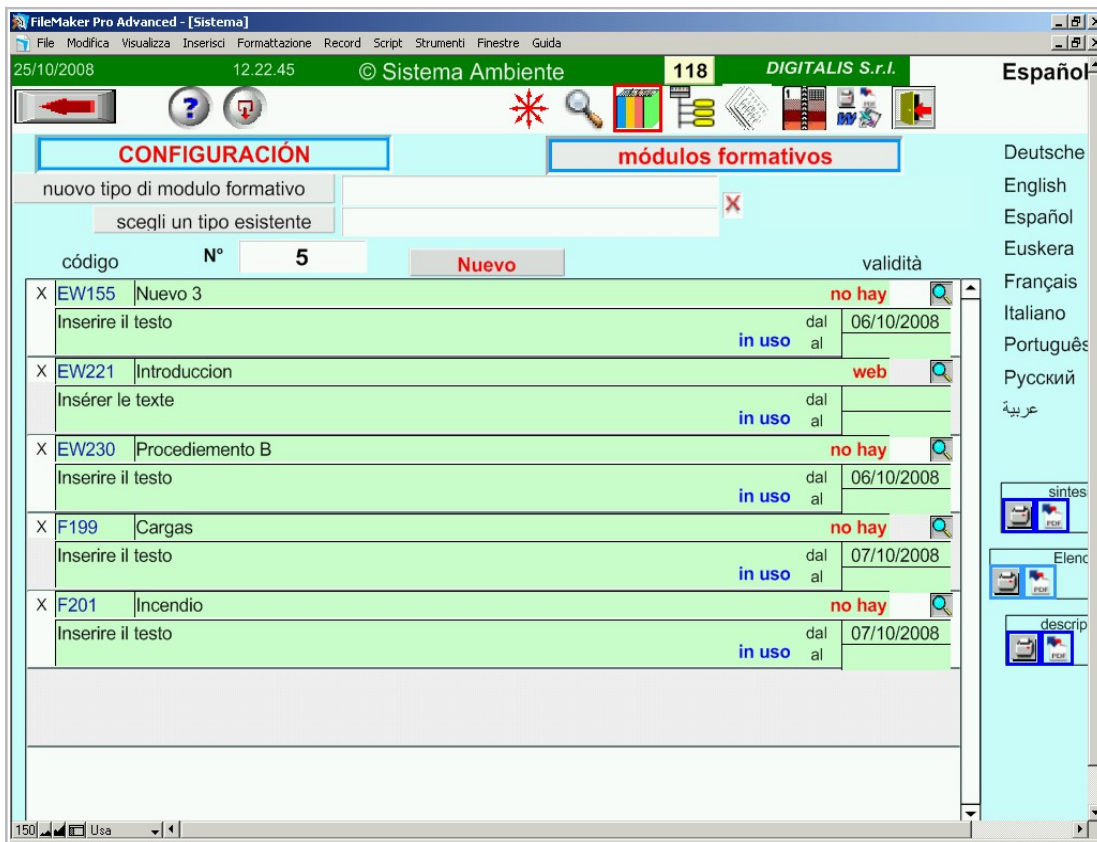 FileMaker Pro Advanced - [Sistema]
File Modifica Visualizza Inserisci Formattazione Record Script Strumenti Finestre Guida
25/10/2008 12.22.45 © Sistema Ambiente 118 DIGITALIS S.r.l. Español
CONFIGURACIÓN módulos formativos
nuovo tipo di modulo formativo
scegli un tipo esistente
código N° 5 Nuevo validità
X EW155 Nuevo 3 no hay
Inserire il testo dal 06/10/2008
in uso al
X EW221 Introduccion web
Insérer le texte dal
in uso al
X EW230 Procediemento B no hay
Inserire il testo dal 06/10/2008
in uso al
X F199 Cargas no hay
Inserire il testo dal 07/10/2008
in uso al
X F201 Incendio no hay
Inserire il testo dal 07/10/2008
in uso al
Deutsche
English
Español
Euskera
Français
Italiano
Português
Русский
عربية
sintes
PDF
Elenc
PDF
descrip
PDF
150 Usa